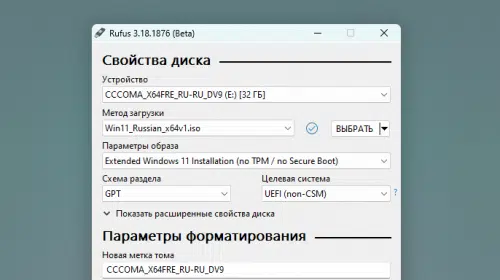 Rufus 3.18.1876 (Beta)
Свойства диска
Устройство
CCCOMA_X64FRE_RU-RU_DV9 (E:) [32 ГБ]
Метод загрузки
Win11_Russian_x64v1.iso
ВЫБРАТЬ
Параметры образа
Extended Windows 11 Installation (no TPM / no Secure Boot)
Схема раздела Целевая система
GPT UEFI (non-CSM) ?
Показать расширенные свойства диска
Параметры форматирования
Новая метка тома
CCCOMA_X64FRE_RU-RU_DV9